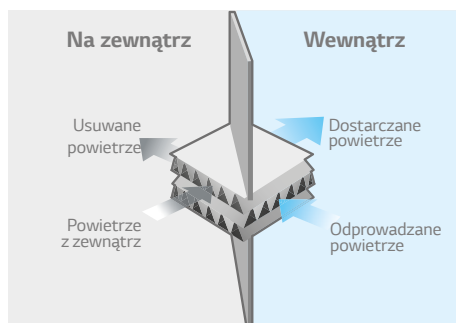 Na zewnątrz
Wewnątrz
Usuwane
powietrze
Dostarczane
powietrze
Powietrze
z zewnątrz
Odprowadzane
powietrze